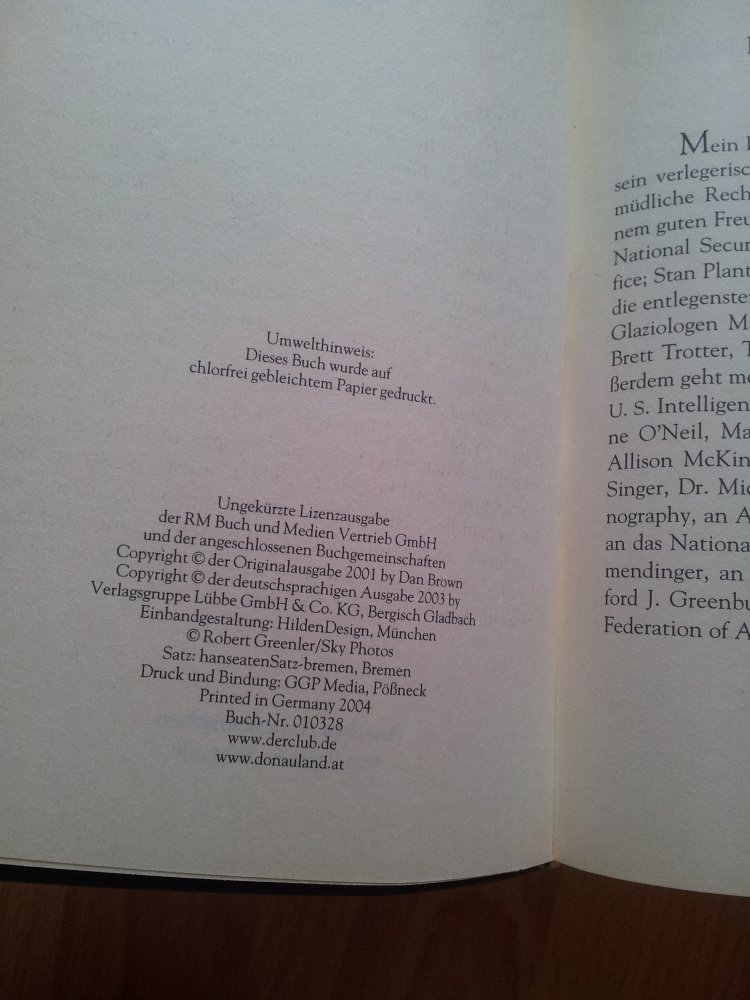 Umwelthinweis:
Dieses Buch wurde auf
chlorfrei gebleichtem Papier gedruckt.
Ungekürzte Lizenzausgabe
der RM Buch und Medien Vertrieb GmbH
und der angeschlossenen Buchgemeinschaften
Copyright © der Originalausgabe 2001 by Dan Brown
Copyright © der deutschsprachigen Ausgabe 2003 by
Verlagsgruppe Lübbe GmbH & Co. KG, Bergisch Gladbach
Einbandgestaltung: HildenDesign, München
© Robert Greenler/Sky Photos
Satz: hanseatenSatz-bremen, Bremen
Druck und Bindung: GGP Media, Pößneck
Printed in Germany 2004
Buch-Nr. 010328
www.derclub.de
www.donauland.at
Mein
sein verlegerisc
müdliche Rech
nem guten Freu
National Secur
fice; Stan Plant
die entlegenste
Glaziologen M.
Brett Trotter, T
ßerdem geht me
U. S. Intelligen
ne O'Neil, Ma
Allison McKin
Singer, Dr. Mic
nography, an A
an das Nationa
mendinger, an
ford J. Greenbu
Federation of A